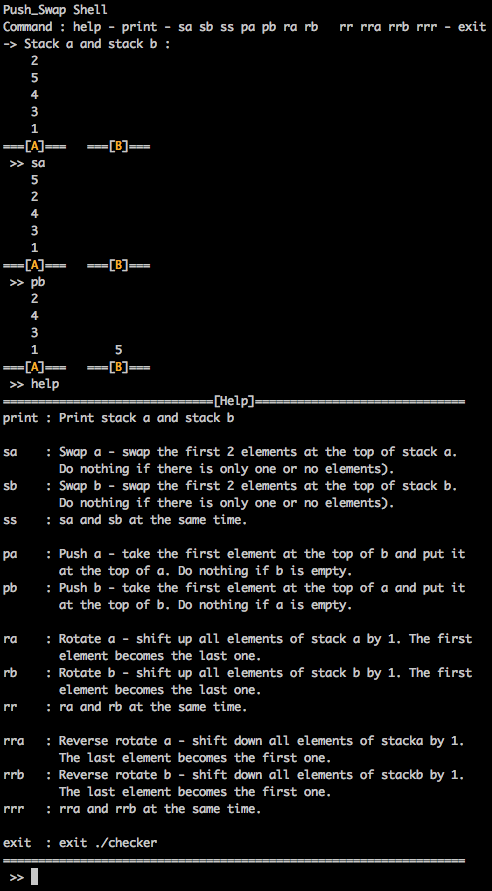 Push_Swap Shell
Command : help - print - sa sb ss pa pb ra rb   rr rra rrb rrr - exit
-> Stack a and stack b :
    2
    5
    4
    3
    1
===[A]===   ===[B]===
 >> sa
    5
    2
    4
    3
    1
===[A]===   ===[B]===
 >> pb
    2
    4
    3
    1           5
===[A]===   ===[B]===
 >> help
==============================[Help]==============================
print : Print stack a and stack b

sa    : Swap a - swap the first 2 elements at the top of stack a.
        Do nothing if there is only one or no elements).
sb    : Swap b - swap the first 2 elements at the top of stack b.
        Do nothing if there is only one or no elements).
ss    : sa and sb at the same time.

pa    : Push a - take the first element at the top of b and put it
        at the top of a. Do nothing if b is empty.
pb    : Push b - take the first element at the top of a and put it
        at the top of b. Do nothing if a is empty.

ra    : Rotate a - shift up all elements of stack a by 1. The first
        element becomes the last one.
rb    : Rotate b - shift up all elements of stack b by 1. The first
        element becomes the last one.
rr    : ra and rb at the same time.

rra   : Reverse rotate a - shift down all elements of stacka by 1.
        The last element becomes the first one.
rrb   : Reverse rotate b - shift down all elements of stackb by 1.
        The last element becomes the first one.
rrr   : rra and rrb at the same time.

exit  : exit ./checker
==================================================================
 >>